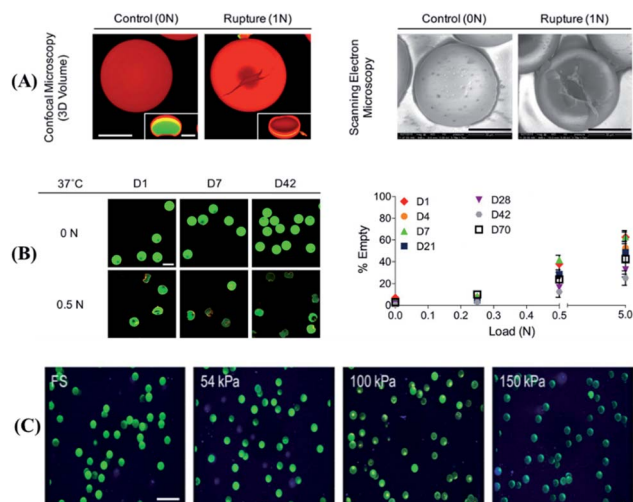 Control (0N) Rupture (1N)
Control (0N) Rupture (1N)
(A)
Confocal Microscopy
(3D Volume)
Scanning Electron
Microscopy
37°C D1 D7 D42
(B)
0 N
0.5 N
% Empty
100
80
60
40
20
0
D1
D4
D7
D21
D28
D42
D70
0.0 0.1 0.2 0.3 0.4 0.5 5.0
Load (N)
(C)
FS 54 kPa 100 kPa 150 kPa